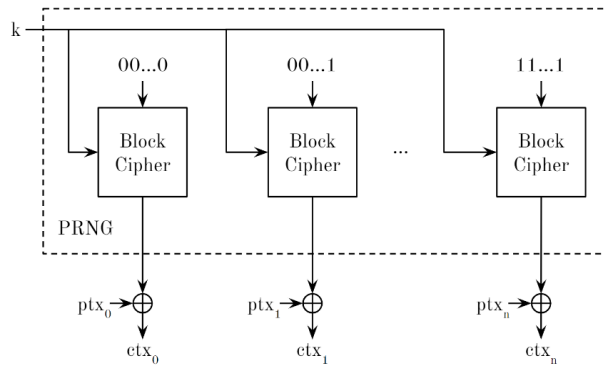 k
00...0 00...1 11...1
Block Block Block
Cipher Cipher ... Cipher
PRNG
ptx₀ ptx₁ ptxₙ
ctx₀ ctx₁ ctxₙ